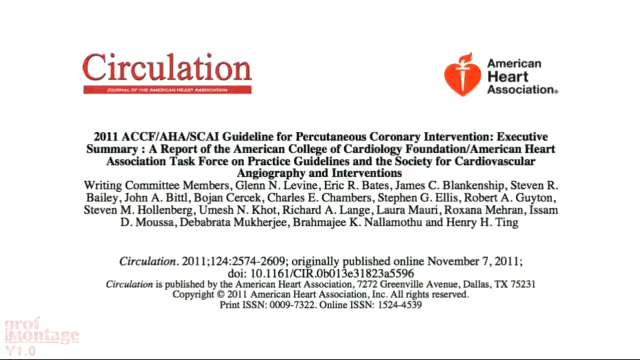 Circulation
JOURNAL OF THE AMERICAN HEART ASSOCIATION
American
Heart
Association®
2011 ACCF/AHA/SCAI Guideline for Percutaneous Coronary Intervention: Executive
Summary : A Report of the American College of Cardiology Foundation/American Heart
Association Task Force on Practice Guidelines and the Society for Cardiovascular
Angiography and Interventions
Writing Committee Members, Glenn N. Levine, Eric R. Bates, James C. Blankenship, Steven R.
Bailey, John A. Bittl, Bojan Cercek, Charles E. Chambers, Stephen G. Ellis, Robert A. Guyton,
Steven M. Hollenberg, Umesh N. Khot, Richard A. Lange, Laura Mauri, Roxana Mehran, Issam
D. Moussa, Debabrata Mukherjee, Brahmajee K. Nallamothu and Henry H. Ting
Circulation. 2011;124:2574-2609; originally published online November 7, 2011;
doi: 10.1161/CIR.0b013e31823a5596
Circulation is published by the American Heart Association, 7272 Greenville Avenue, Dallas, TX 75231
Copyright © 2011 American Heart Association, Inc. All rights reserved.
Print ISSN: 0009-7322. Online ISSN: 1524-4539
prof
Montage
V1.0